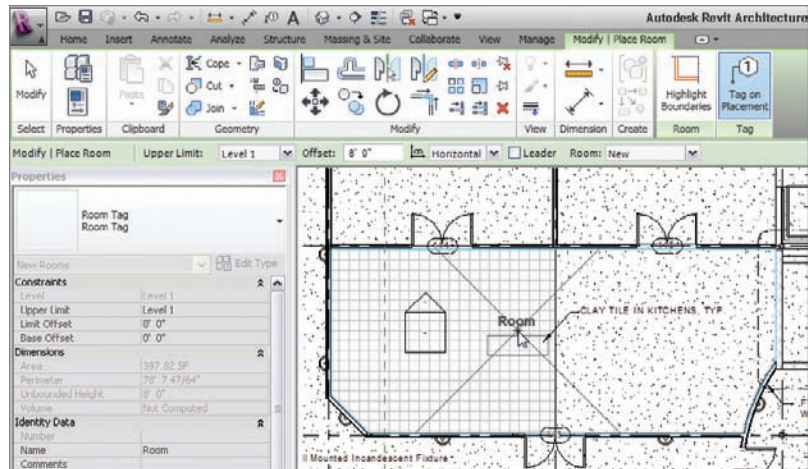 Autodesk Revit Architecture
Home Insert Annotate Analyze Structure Massing & Site Collaborate View Manage Modify | Place Room
Modify
Paste
Cope
Cut
Join
Highlight Boundaries
Tag on Placement
Select Properties Clipboard Geometry Modify View Dimension Create Room Tag
Modify | Place Room Upper Limit: Level 1 Offset: 8' 0" Horizontal Leader Room: New
Properties
Room Tag
Room Tag
New Rooms Edit Type
Constraints
Level Level 1
Upper Limit Level 1
Limit Offset 8' 0"
Base Offset 0' 0"
Dimensions
Area 397.82 SF
Perimeter 78' 7 47/64"
Unbounded Height 8' 0"
Volume Not Computed
Identity Data
Number
Name Room
Comments
Room
CLAY TILE IN KITCHENS, TYP
ll Mounted Incandescent Fixture